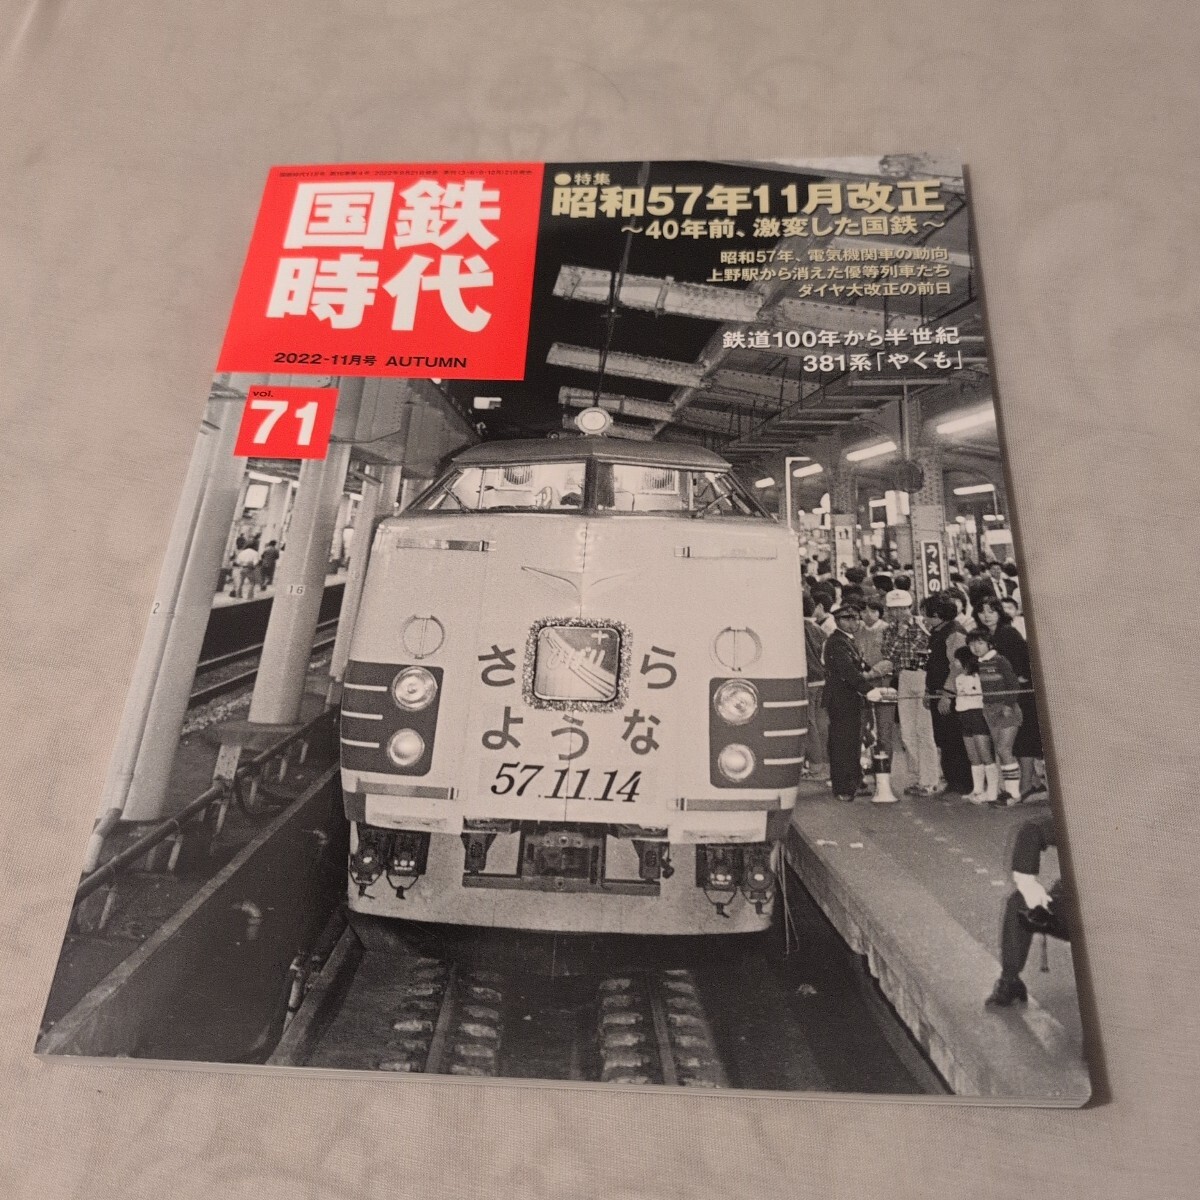 国鉄
時代
2022-11月号 AUTUMN
vol.
71
●特集
昭和57年11月改正
～40年前、激変した国鉄～
昭和57年、電気機関車の動向
上野駅から消えた優等列車たち
ダイヤ大改正の前日
鉄道100年から半世紀
381系「やくも」
16
2
うえの
さ ら
ような
57.11.14